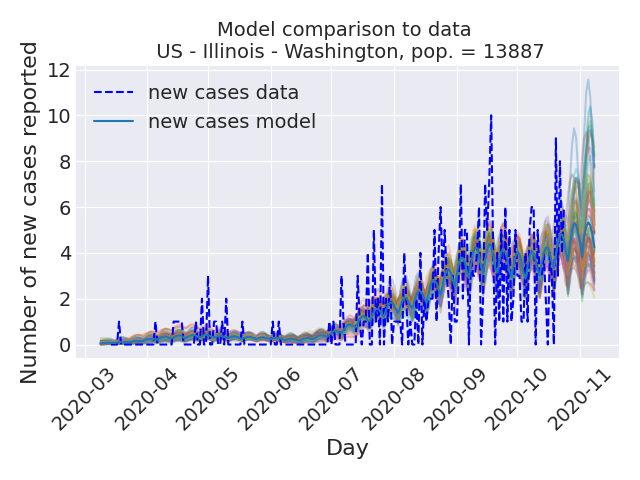 Model comparison to data
US - Illinois - Washington, pop. = 13887
Number of new cases reported
12
10
8
6
4
2
0
new cases data
new cases model
2020-03
2020-04
2020-05
2020-06
2020-07
2020-08
2020-09
2020-10
2020-11
Day